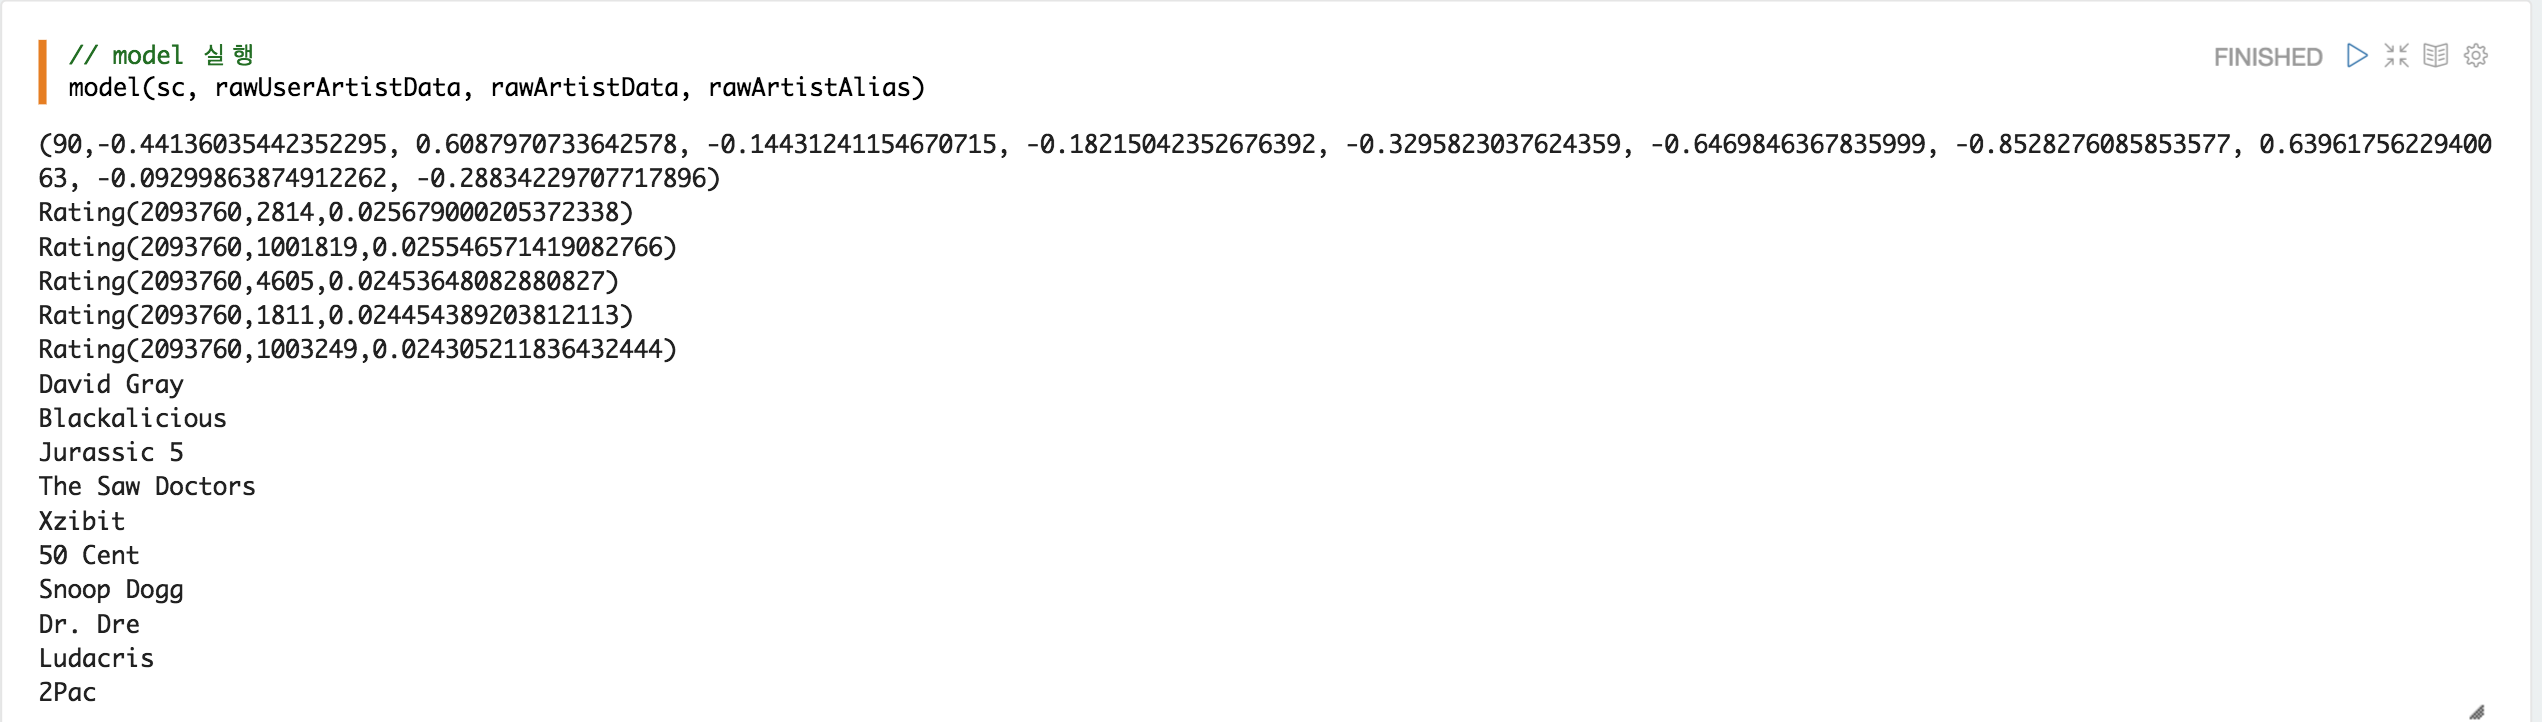 // model 실행
FINISHED
model(sc, rawUserArtistData, rawArtistData, rawArtistAlias)
(90,-0.44136035442352295, 0.6087970733642578, -0.14431241154670715, -0.18215042352676392, -0.3295823037624359, -0.6469846367835999, -0.8528276085853577, 0.63961756229400
63, -0.09299863874912262, -0.28834229707717896)
Rating(2093760,2814,0.025679000205372338)
Rating(2093760,1001819,0.025546571419082766)
Rating(2093760,4605,0.02453648082880827)
Rating(2093760,1811,0.024454389203812113)
Rating(2093760,1003249,0.024305211836432444)
David Gray
Blackalicious
Jurassic 5
The Saw Doctors
Xzibit
50 Cent
Snoop Dogg
Dr. Dre
Ludacris
2Pac